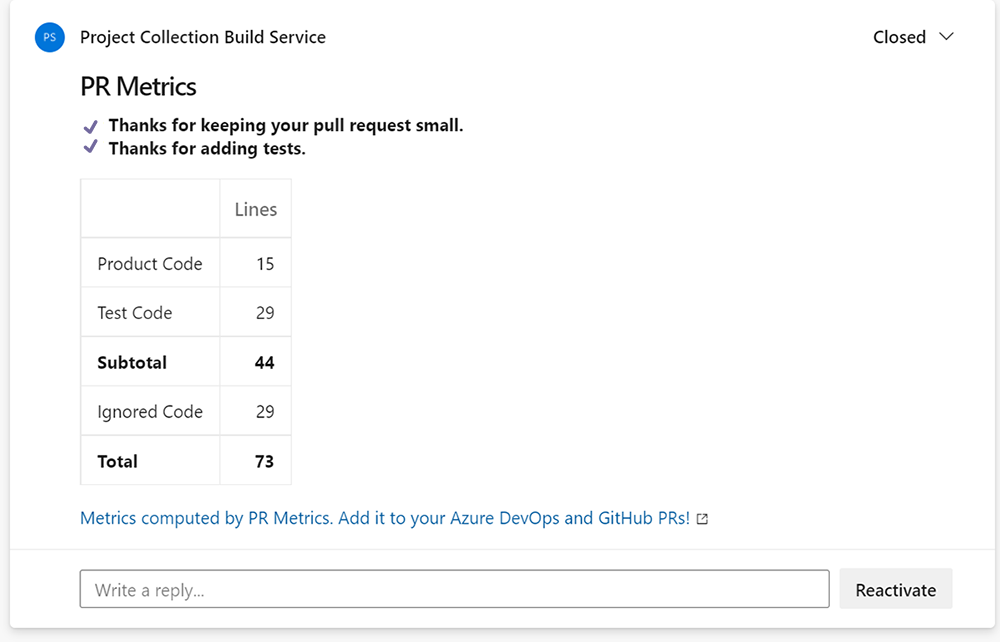 PS Project Collection Build Service Closed
PR Metrics
Thanks for keeping your pull request small.
Thanks for adding tests.
Lines
Product Code 15
Test Code 29
Subtotal 44
Ignored Code 29
Total 73
Metrics computed by PR Metrics. Add it to your Azure DevOps and GitHub PRs!
Write a reply... Reactivate